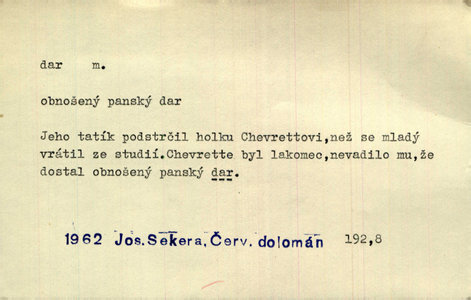 dar m.
obnošený panský dar
Jeho tatík podstrčil holku Chevrettovi,než se mladý
vrátil ze studií.Chevrette byl lakomec,nevadilo mu,že
dostal obnošený panský dar.
1962 Jos. Sekera, Červ. dolomán 192,8